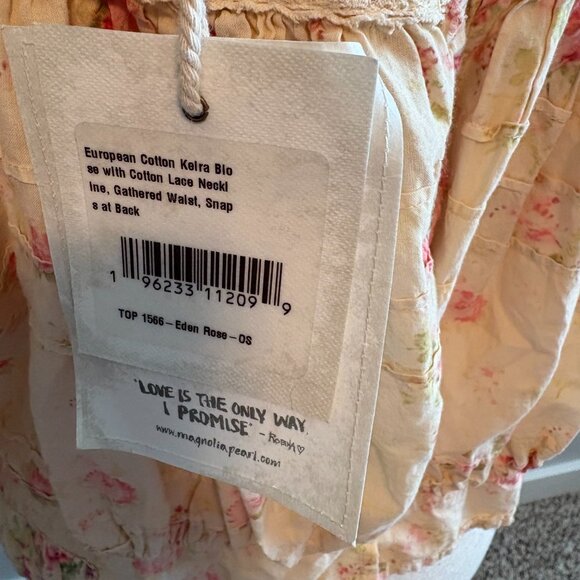 European Cotton Keira Blo
se with Cotton Lace Neckl
ine, Gathered Waist, Snap
s at Back
1 96233 11209 9
TOP 1566-Eden Rose-OS
"LOVE IS THE ONLY WAY,
I PROMISE" -
www.magnoliapearl.com